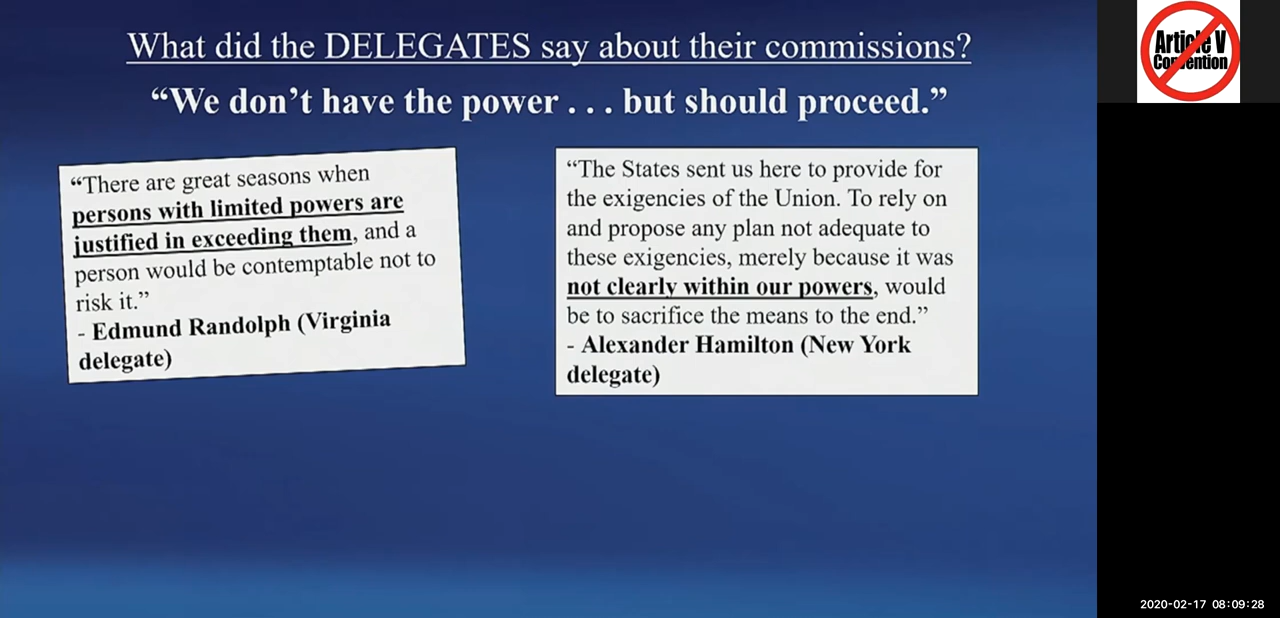 What did the DELEGATES say about their commissions?
“We don’t have the power . . . but should proceed.”
“There are great seasons when
persons with limited powers are
justified in exceeding them, and a
person would be contemptable not to
risk it.”
- Edmund Randolph (Virginia
delegate)
“The States sent us here to provide for
the exigencies of the Union. To rely on
and propose any plan not adequate to
these exigencies, merely because it was
not clearly within our powers, would
be to sacrifice the means to the end.”
- Alexander Hamilton (New York
delegate)
Article V
Convention
2020-02-17 08:09:28